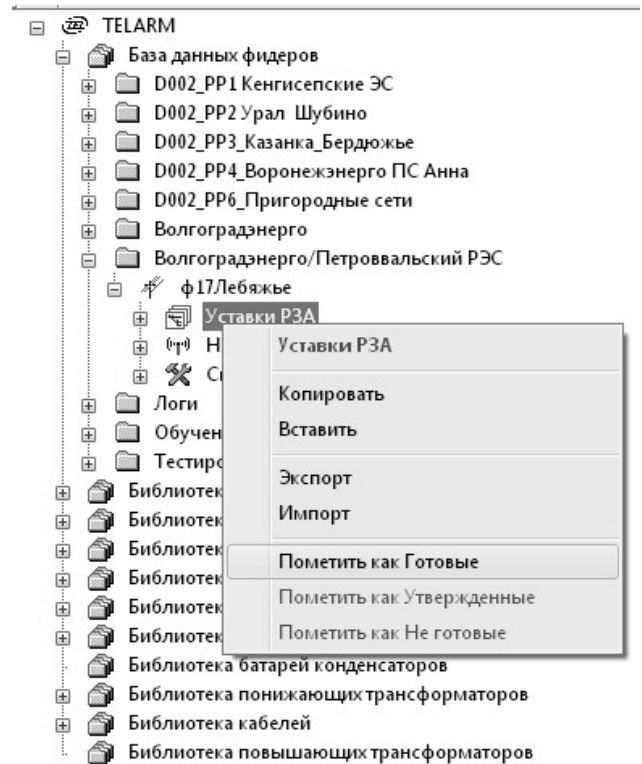 TELARM
База данных фидеров
D002_PP1 Кенгисепские ЭС
D002_PP2 Урал Шубино
D002_PP3_Казанка_Бердюжье
D002_PP4_Воронежэнерго ПС Анна
D002_PP6_Пригородные сети
Волгоградэнерго
Волгоградэнерго/Петроввальский РЭС
ф17Лебяжье
Уставки РЗА
Уставки РЗА
Копировать
Вставить
Экспорт
Импорт
Пометить как Готовые
Пометить как Утвержденные
Пометить как Не готовые
Логи
Библиотека батарей конденсаторов
Библиотека понижающих трансформаторов
Библиотека кабелей
Библиотека повышающих трансформаторов